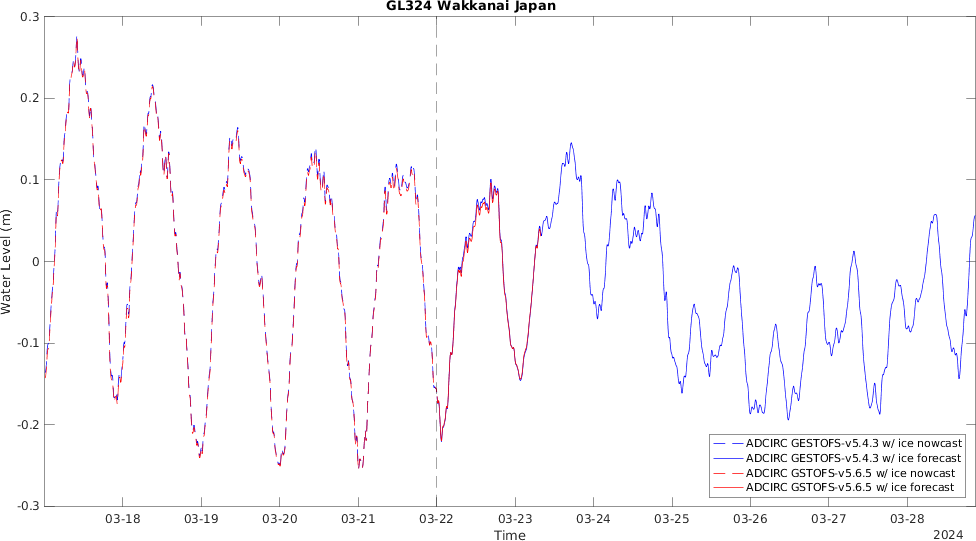 GL324 Wakkanai Japan
0.3
0.2
0.1
0
-0.1
-0.2
-0.3
Water Level (m)
ADCIRC GESTOFS-v5.4.3 w/ ice nowcast
ADCIRC GESTOFS-v5.4.3 w/ ice forecast
ADCIRC GSTOFS-v5.6.5 w/ ice nowcast
ADCIRC GSTOFS-v5.6.5 w/ ice forecast
03-18 03-19 03-20 03-21 03-22 03-23 03-24 03-25 03-26 03-27 03-28
Time
2024